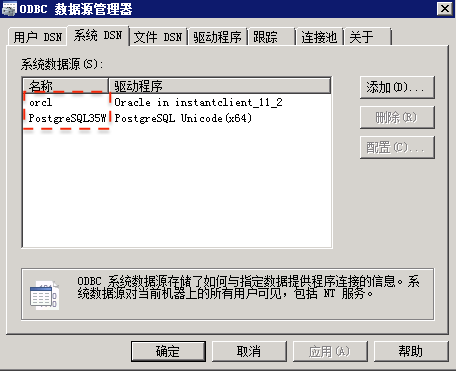 ODBC 数据源管理器
用户 DSN 系统 DSN 文件 DSN 驱动程序 跟踪 连接池 关于
系统数据源(S):
名称 驱动程序
orcl Oracle in instantclient_11_2
PostgreSQL35W PostgreSQL Unicode(x64)
添加(D)...
删除(R)
配置(C)...
ODBC 系统数据源存储了如何与指定数据提供程序连接的信息。系
统数据源对当前机器上的所有用户可见，包括 NT 服务。
确定 取消 应用(A) 帮助